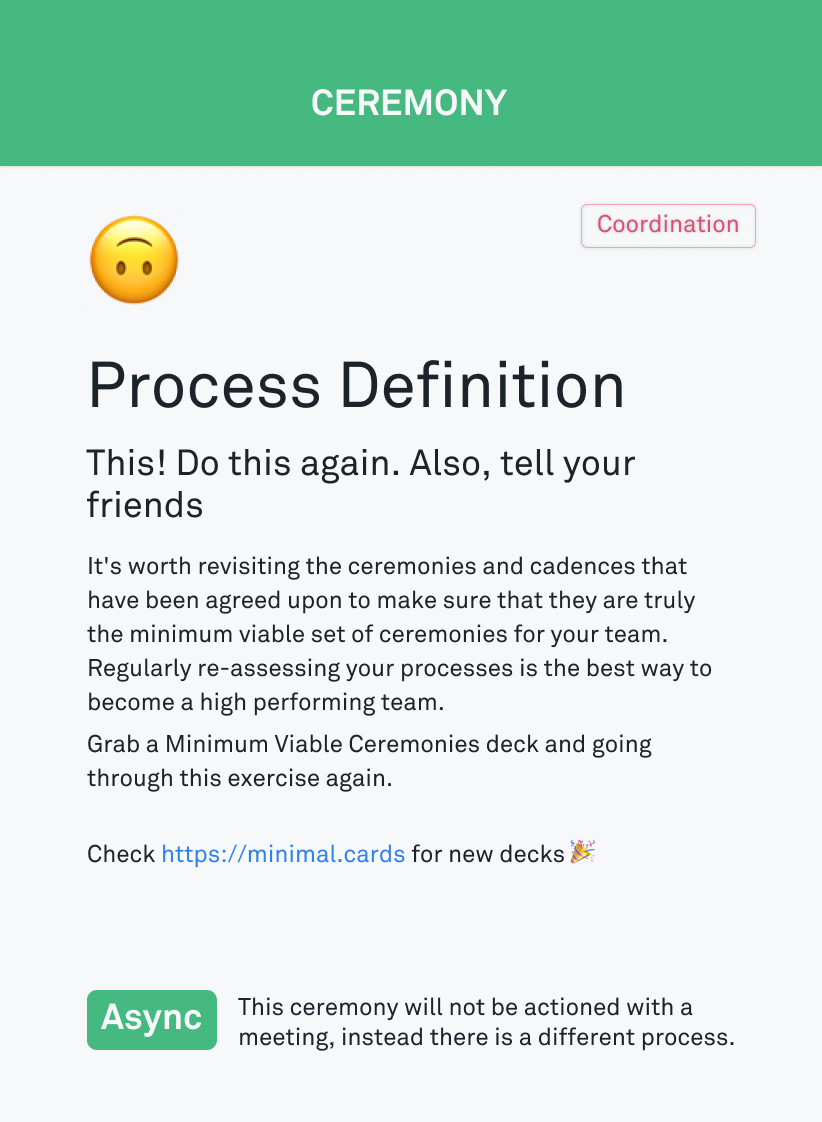 CEREMONY
Coordination
Process Definition
This! Do this again. Also, tell your
friends
It's worth revisiting the ceremonies and cadences that
have been agreed upon to make sure that they are truly
the minimum viable set of ceremonies for your team.
Regularly re-assessing your processes is the best way to
become a high performing team.
Grab a Minimum Viable Ceremonies deck and going
through this exercise again.
Check https://minimal.cards for new decks🎉
Async
This ceremony will not be actioned with a
meeting, instead there is a different process.